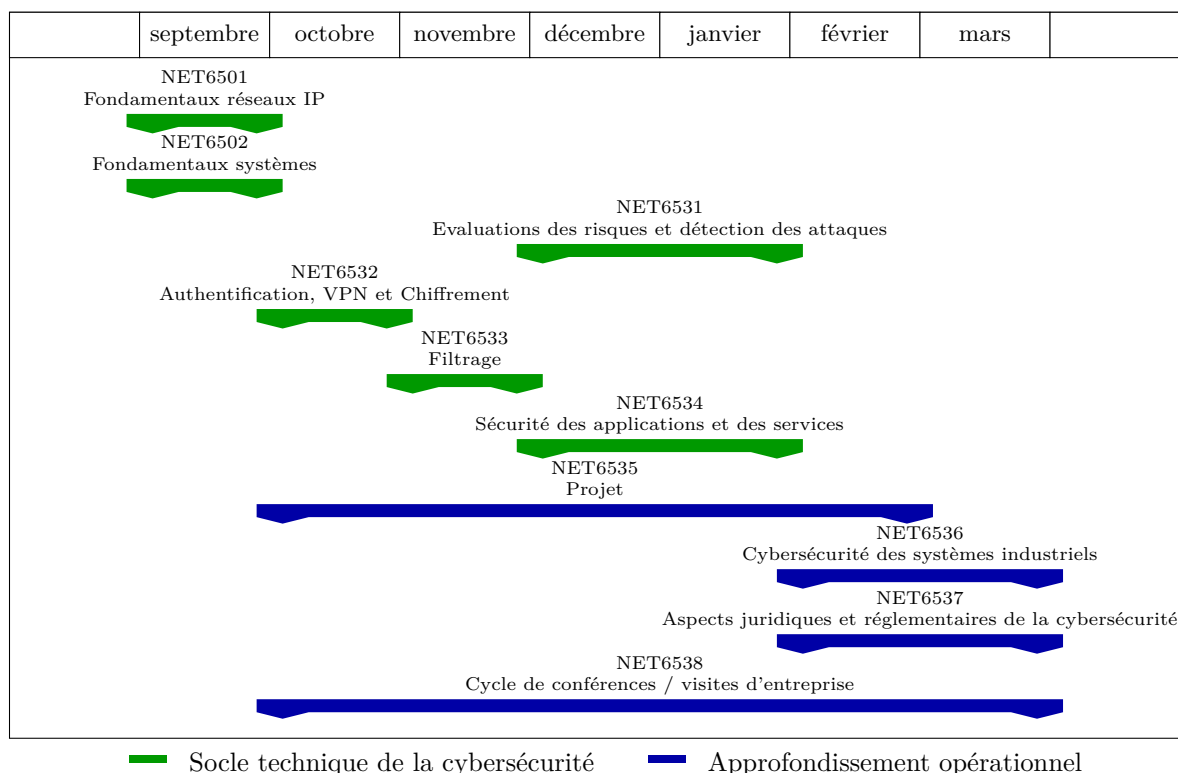 septembre octobre novembre décembre janvier février mars
NET6501
Fondamentaux réseaux IP
NET6502
Fondamentaux systèmes
NET6531
Evaluations des risques et détection des attaques
NET6532
Authentification, VPN et Chiffrement
NET6533
Filtrage
NET6534
Sécurité des applications et des services
NET6535
Projet
NET6536
Cybersécurité des systèmes industriels
NET6537
Aspects juridiques et réglementaires de la cybersécurité
NET6538
Cycle de conférences / visites d'entreprise
Socle technique de la cybersécurité Approfondissement opérationnel